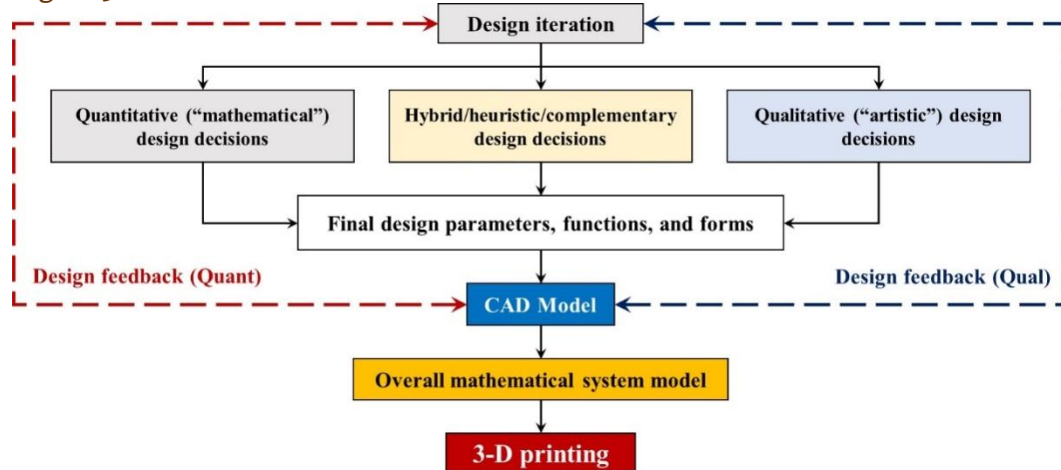 Design iteration
Quantitative (“mathematical”)
design decisions
Hybrid/heuristic/complementary
design decisions
Qualitative (“artistic”) design
decisions
Final design parameters, functions, and forms
Design feedback (Quant)
Design feedback (Qual)
CAD Model
Overall mathematical system model
3-D printing